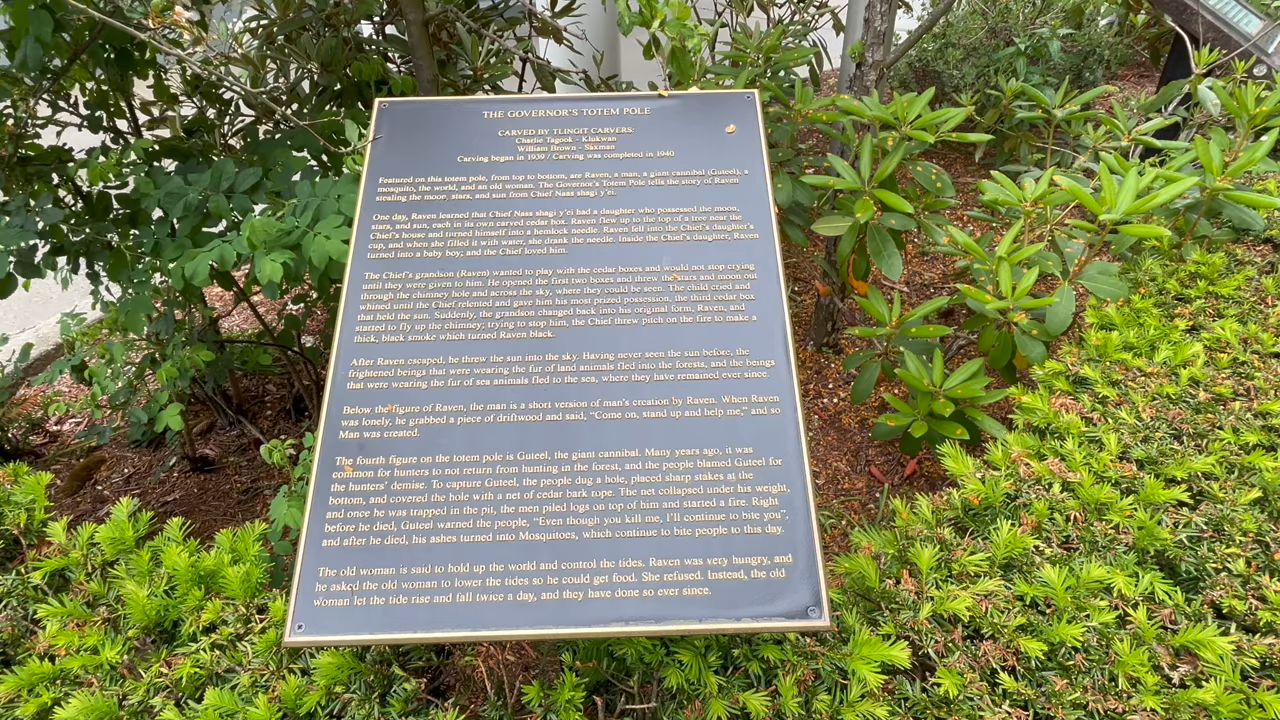 THE GOVERNOR'S TOTEM POLE
CARVED BY TLINGIT CARVERS:
Charlie Tagook - Klukwan
William Brown - Saxman
Carving began in 1939 / Carving was completed in 1940
Featured on this totem pole, from top to bottom, are Raven, a man, a giant cannibal (Guteel), a
mosquito, the world, and an old woman. The Governor's Totem Pole tells the story of Raven
stealing the moon, stars, and sun from Chief Nass shagi y'ei.
One day, Raven learned that Chief Nass shagi y'ei had a daughter who possessed the moon,
stars, and sun, each in its own carved cedar box. Raven flew up to the top of a tree near the
Chief's house and turned himself into a hemlock needle. Raven fell into the Chief's daughter's
cup, and when she filled it with water, she drank the needle. Inside the Chief's daughter, Raven
turned into a baby boy; and the Chief loved him.
The Chief's grandson (Raven) wanted to play with the cedar boxes and would not stop crying
until they were given to him. He opened the first two boxes and threw the stars and moon out
through the chimney hole and across the sky, where they could be seen. The child cried and
whined until the Chief relented and gave him his most prized possession, the third cedar box
that held the sun. Suddenly, the grandson changed back into his original form, Raven, and
started to fly up the chimney; trying to stop him, the Chief threw pitch on the fire to make a
thick, black smoke which turned Raven black.
After Raven escaped, he threw the sun into the sky. Having never seen the sun before, the
frightened beings that were wearing the fur of land animals fled into the forests, and the beings
that were wearing the fur of sea animals fled to the sea, where they have remained ever since.
Below the figure of Raven, the man is a short version of man's creation by Raven. When Raven
was lonely, he grabbed a piece of driftwood and said, “Come on, stand up and help me,” and so
Man was created.
The fourth figure on the totem pole is Guteel, the giant cannibal. Many years ago, it was
common for hunters to not return from hunting in the forest, and the people blamed Guteel for
the hunters' demise. To capture Guteel, the people dug a hole, placed sharp stakes at the
bottom, and covered the hole with a net of cedar bark rope. The net collapsed under his weight,
and once he was trapped in the pit, the men piled logs on top of him and started a fire. Right
before he died, Guteel warned the people, “Even though you kill me, I'll continue to bite you”,
and after he died, his ashes turned into Mosquitoes, which continue to bite people to this day.
The old woman is said to hold up the world and control the tides. Raven was very hungry, and
he asked the old woman to lower the tides so he could get food. She refused. Instead, the old
woman let the tide rise and fall twice a day, and they have done so ever since.